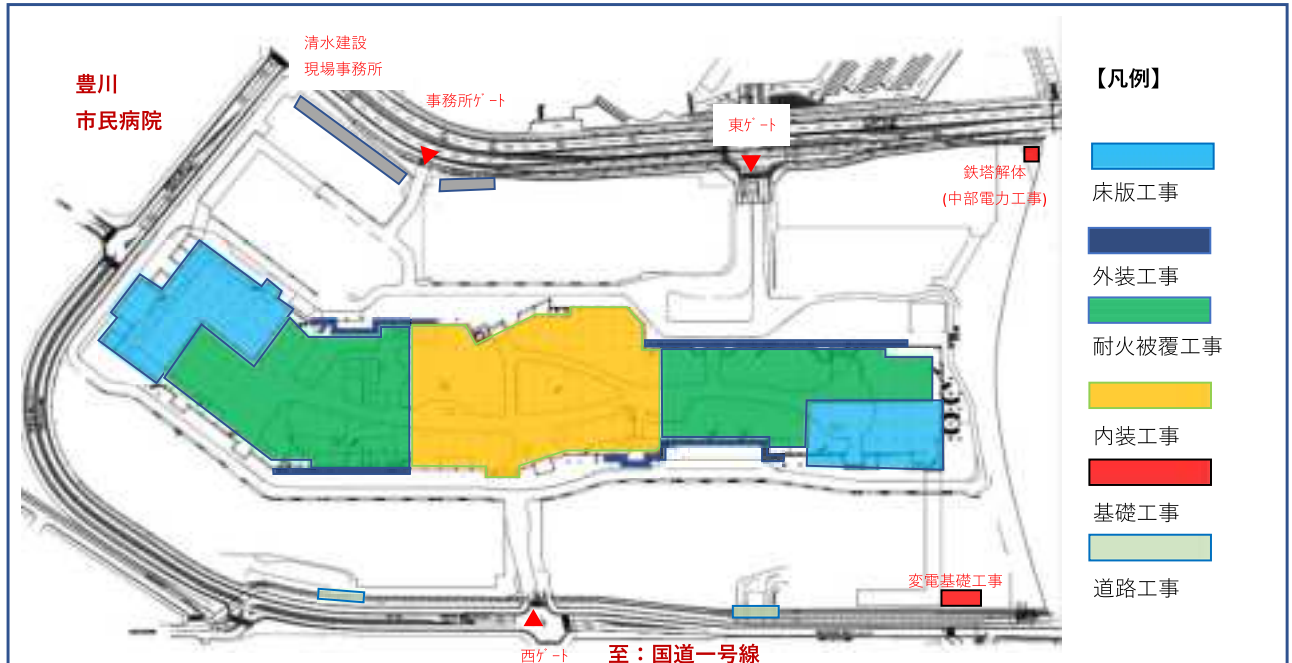 清水建設
現場事務所
豊川
市民病院
事務所ｹﾞｰﾄ
東ｹﾞｰﾄ
鉄塔解体
(中部電力工事)
変電基礎工事
西ｹﾞｰﾄ
至：国道一号線
【凡例】
床版工事
外装工事
耐火被覆工事
内装工事
基礎工事
道路工事